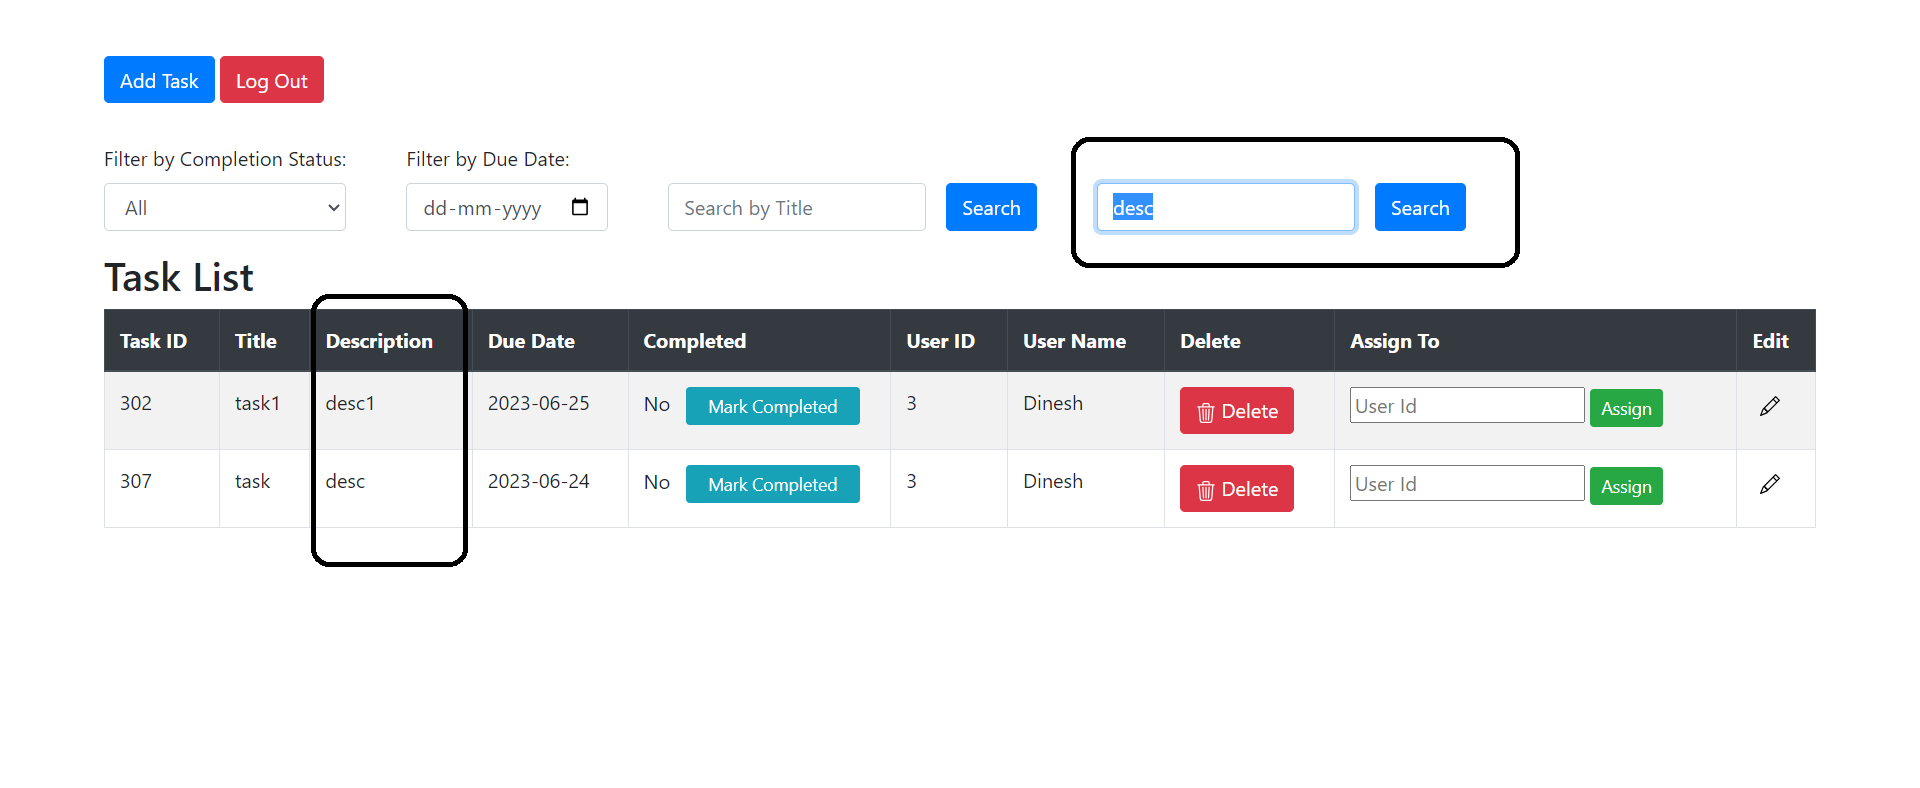 Add Task Log Out
Filter by Completion Status: Filter by Due Date:
All dd-mm-yyyy Search by Title Search desc Search
Task List
Task ID Title Description Due Date Completed User ID User Name Delete Assign To Edit
302 task1 desc1 2023-06-25 No Mark Completed 3 Dinesh Delete User Id Assign
307 task desc 2023-06-24 No Mark Completed 3 Dinesh Delete User Id Assign